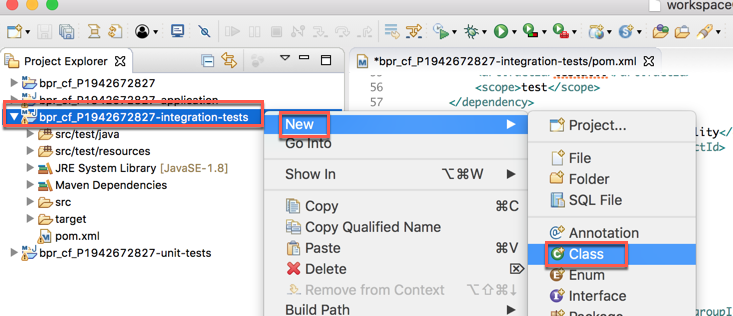 workspace
Project Explorer
*bpr_cf_P1942672827-integration-tests/pom.xml
bpr_cf_P1942672827
bpr_cf_P1942672827-application
bpr_cf_P1942672827-integration-tests
src/test/java
src/test/resources
JRE System Library [JavaSE-1.8]
Maven Dependencies
src
target
pom.xml
bpr_cf_P1942672827-unit-tests
56 <scope>test</scope>
57 </dependency>
ility</
ctId>
groupI
New
Go Into
Show In ⌥⌘W
Copy ⌘C
Copy Qualified Name
Paste ⌘V
Delete ⌦
Remove from Context ⌥⇧⌘↓
Build Path
Project...
File
Folder
SQL File
Annotation
Class
Enum
Interface
Package